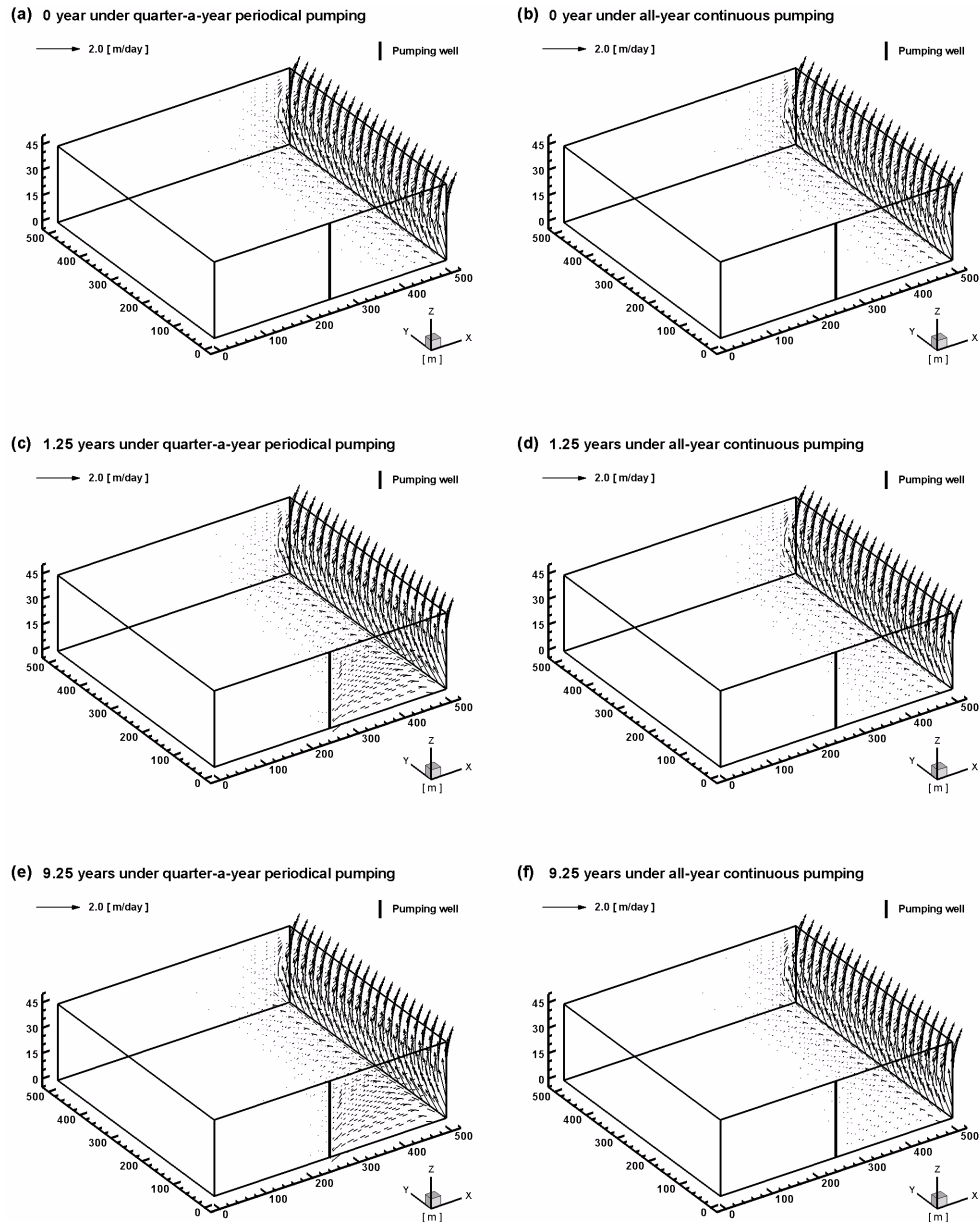 (a) 0 year under quarter-a-year periodical pumping
2.0 [ m/day ]
Pumping well
45
30
15
0
500
400
300
200
100
0
0
100
200
300
400
500
Z
Y
X
[ m ]
(b) 0 year under all-year continuous pumping
2.0 [ m/day ]
Pumping well
45
30
15
0
500
400
300
200
100
0
0
100
200
300
400
500
Z
Y
X
[ m ]
(c) 1.25 years under quarter-a-year periodical pumping
2.0 [ m/day ]
Pumping well
45
30
15
0
500
400
300
200
100
0
0
100
200
300
400
500
Z
Y
X
[ m ]
(d) 1.25 years under all-year continuous pumping
2.0 [ m/day ]
Pumping well
45
30
15
0
500
400
300
200
100
0
0
100
200
300
400
500
Z
Y
X
[ m ]
(e) 9.25 years under quarter-a-year periodical pumping
2.0 [ m/day ]
Pumping well
45
30
15
0
500
400
300
200
100
0
0
100
200
300
400
500
Z
Y
X
[ m ]
(f) 9.25 years under all-year continuous pumping
2.0 [ m/day ]
Pumping well
45
30
15
0
500
400
300
200
100
0
0
100
200
300
400
500
Z
Y
X
[ m ]